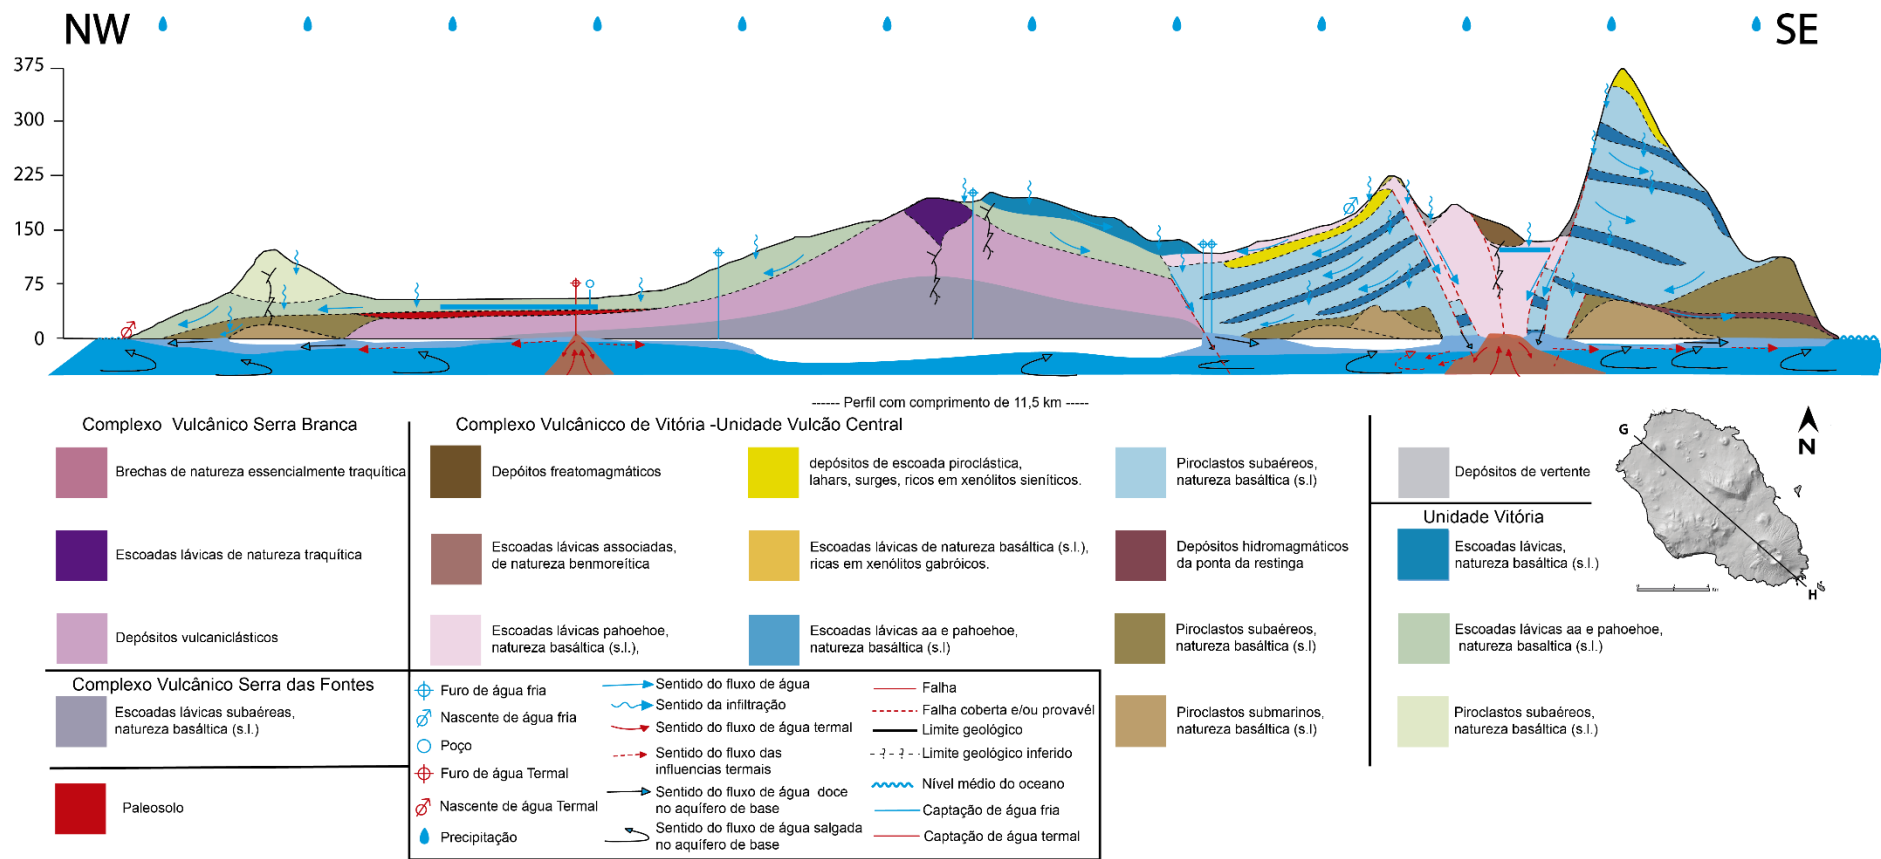 NW
SE
375
300
225
150
75
0
------ Perfil com comprimento de 11,5 km -----
Complexo Vulcânico Serra Branca
Brechas de natureza essencialmente traquítica
Escoadas lávicas de natureza traquítica
Depósitos vulcaniclásticos
Complexo Vulcânico Serra das Fontes
Escoadas lávicas subaéreas,
natureza basáltica (s.l.)
Paleosolo
Complexo Vulcânicco de Vitória -Unidade Vulcão Central
Depóitos freatomagmáticos
Escoadas lávicas associadas,
de natureza benmoreítica
Escoadas lávicas pahoehoe,
natureza basáltica (s.l.),
depósitos de escoada piroclástica,
lahars, surges, ricos em xenólitos sieníticos.
Escoadas lávicas de natureza basáltica (s.l.),
ricas em xenólitos gabróicos.
Escoadas lávicas aa e pahoehoe,
natureza basáltica (s.l)
Piroclastos subaéreos,
natureza basáltica (s.l)
Depósitos hidromagmáticos
da ponta da restinga
Piroclastos subaéreos,
natureza basáltica (s.l)
Piroclastos submarinos,
natureza basáltica (s.l)
Depósitos de vertente
Unidade Vitória
Escoadas lávicas,
natureza basáltica (s.l.)
Escoadas lávicas aa e pahoehoe,
natureza basaltica (s.l.)
Piroclastos subaéreos,
natureza basáltica (s.l.)
Furo de água fria
Nascente de água fria
Poço
Furo de água Termal
Nascente de água Termal
Precipitação
Sentido do fluxo de água
Sentido da infiltração
Sentido do fluxo de água termal
Sentido do fluxo das
influencias termais
Sentido do fluxo de água doce
no aquífero de base
Sentido do fluxo de água salgada
no aquífero de base
Falha
Falha coberta e/ou provavél
Limite geológico
Limite geológico inferido
Nível médio do oceano
Captação de água fria
Captação de água termal
G
N
H